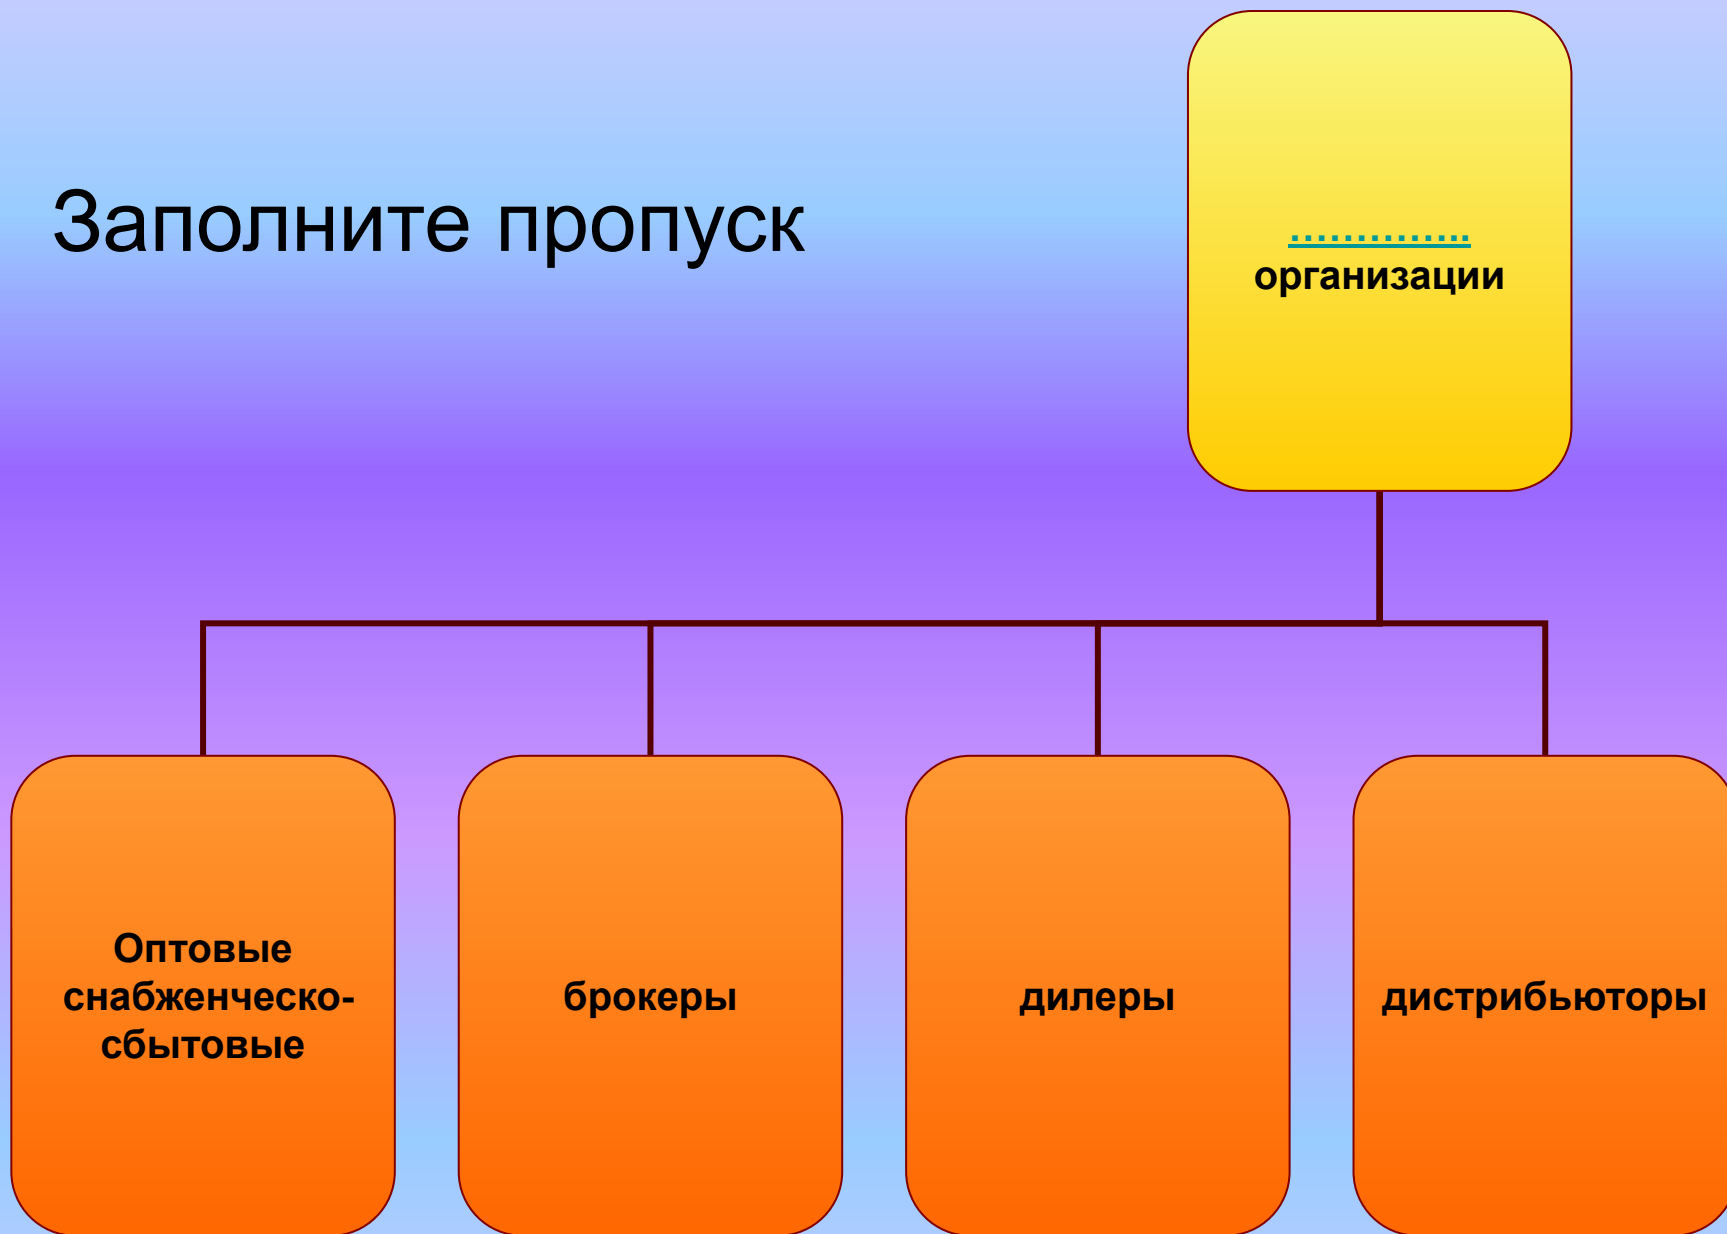 Заполните пропуск
…………..
организации
Оптовые
снабженческо-
сбытовые
брокеры
дилеры
дистрибьюторы